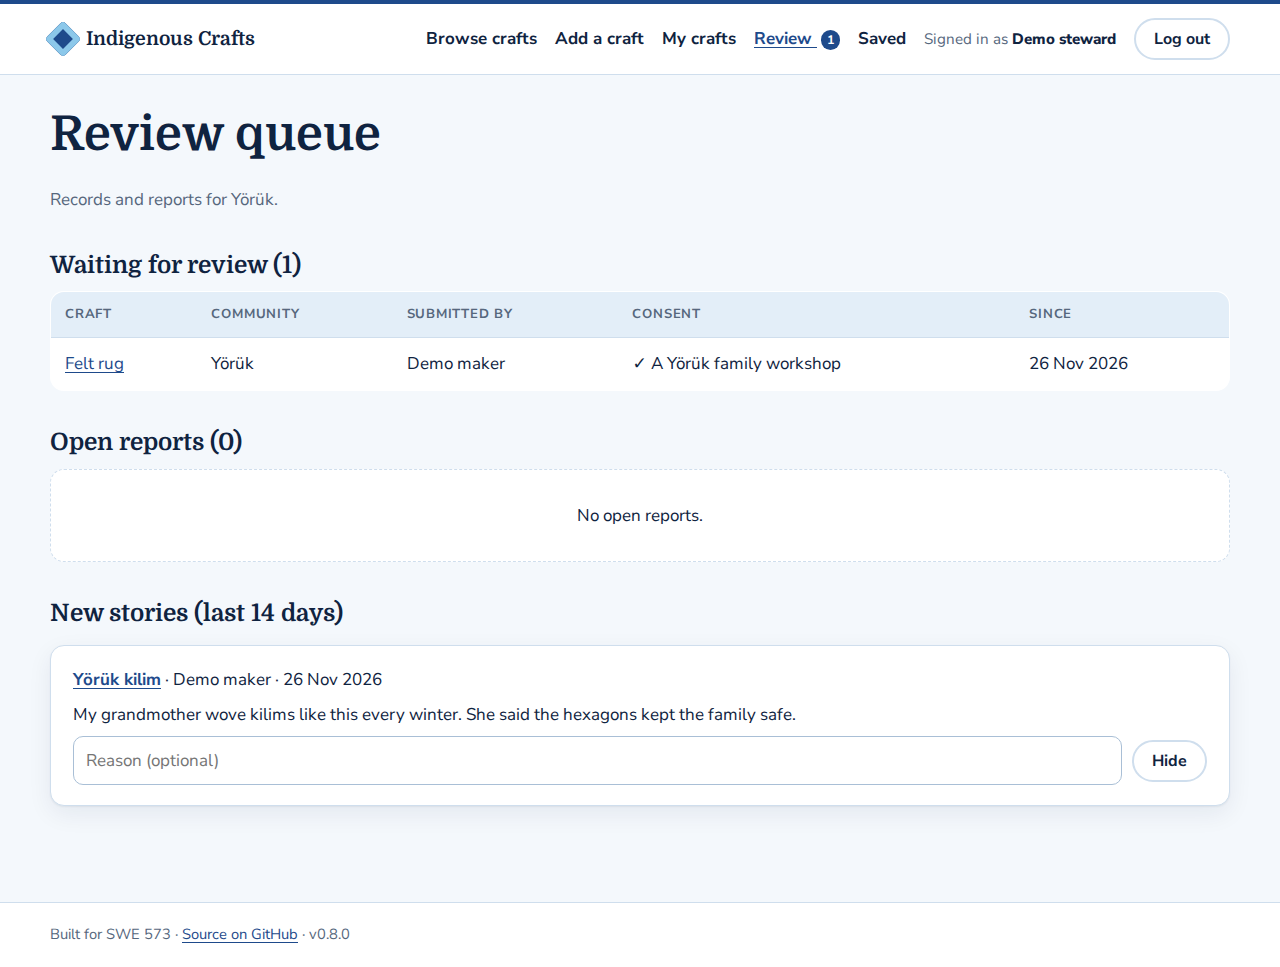 Indigenous Crafts
Browse crafts Add a craft My crafts Review 1 Saved Signed in as Demo steward Log out
Review queue
Records and reports for Yörük.
Waiting for review (1)
CRAFT COMMUNITY SUBMITTED BY CONSENT SINCE
Felt rug Yörük Demo maker ✓ A Yörük family workshop 26 Nov 2026
Open reports (0)
No open reports.
New stories (last 14 days)
Yörük kilim · Demo maker · 26 Nov 2026
My grandmother wove kilims like this every winter. She said the hexagons kept the family safe.
Reason (optional) Hide
Built for SWE 573 · Source on GitHub · v0.8.0